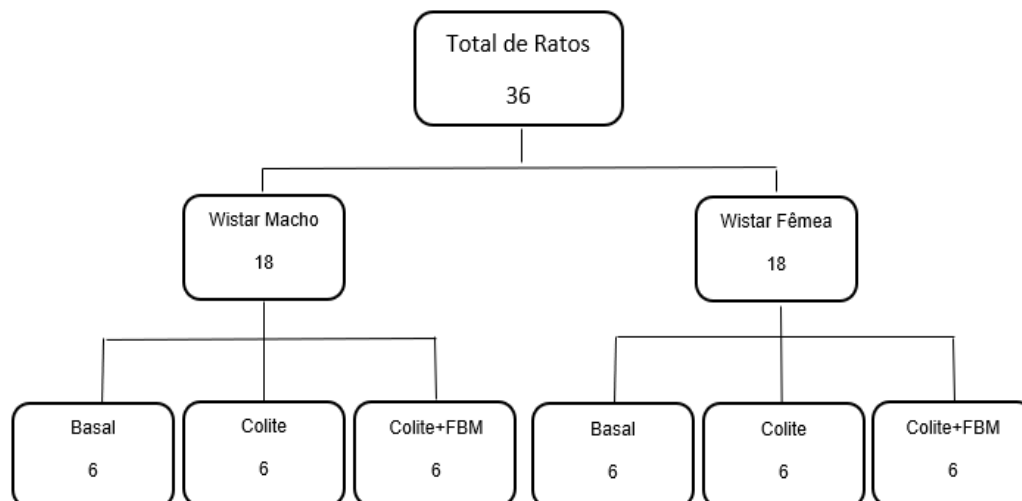 Total de Ratos
36
Wistar Macho
18
Wistar Fêmea
18
Basal
6
Colite
6
Colite+FBM
6
Basal
6
Colite
6
Colite+FBM
6